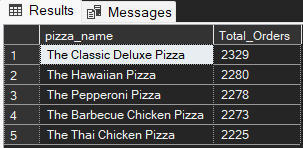 Results Messages
pizza_name Total_Orders
1 The Classic Deluxe Pizza 2329
2 The Hawaiian Pizza 2280
3 The Pepperoni Pizza 2278
4 The Barbecue Chicken Pizza 2273
5 The Thai Chicken Pizza 2225